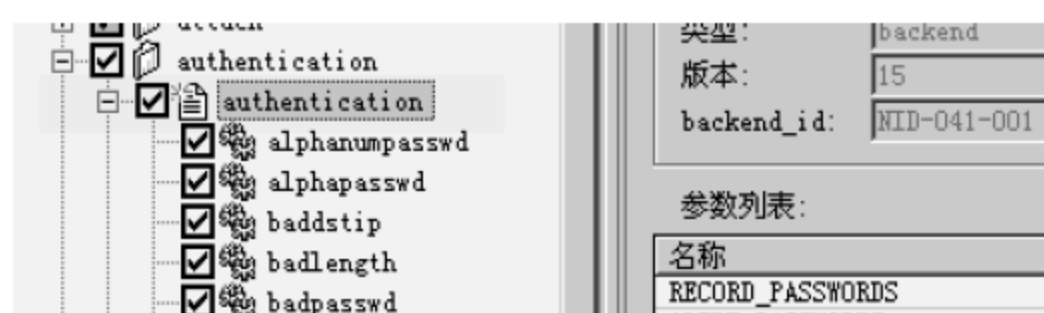 attack
authentication
authentication
alphanumpasswd
alphapasswd
baddstip
badlength
badpasswd
类型:
backend
版本:
15
backend_id:
NID-041-001
参数列表:
名称
RECORD_PASSWORDS